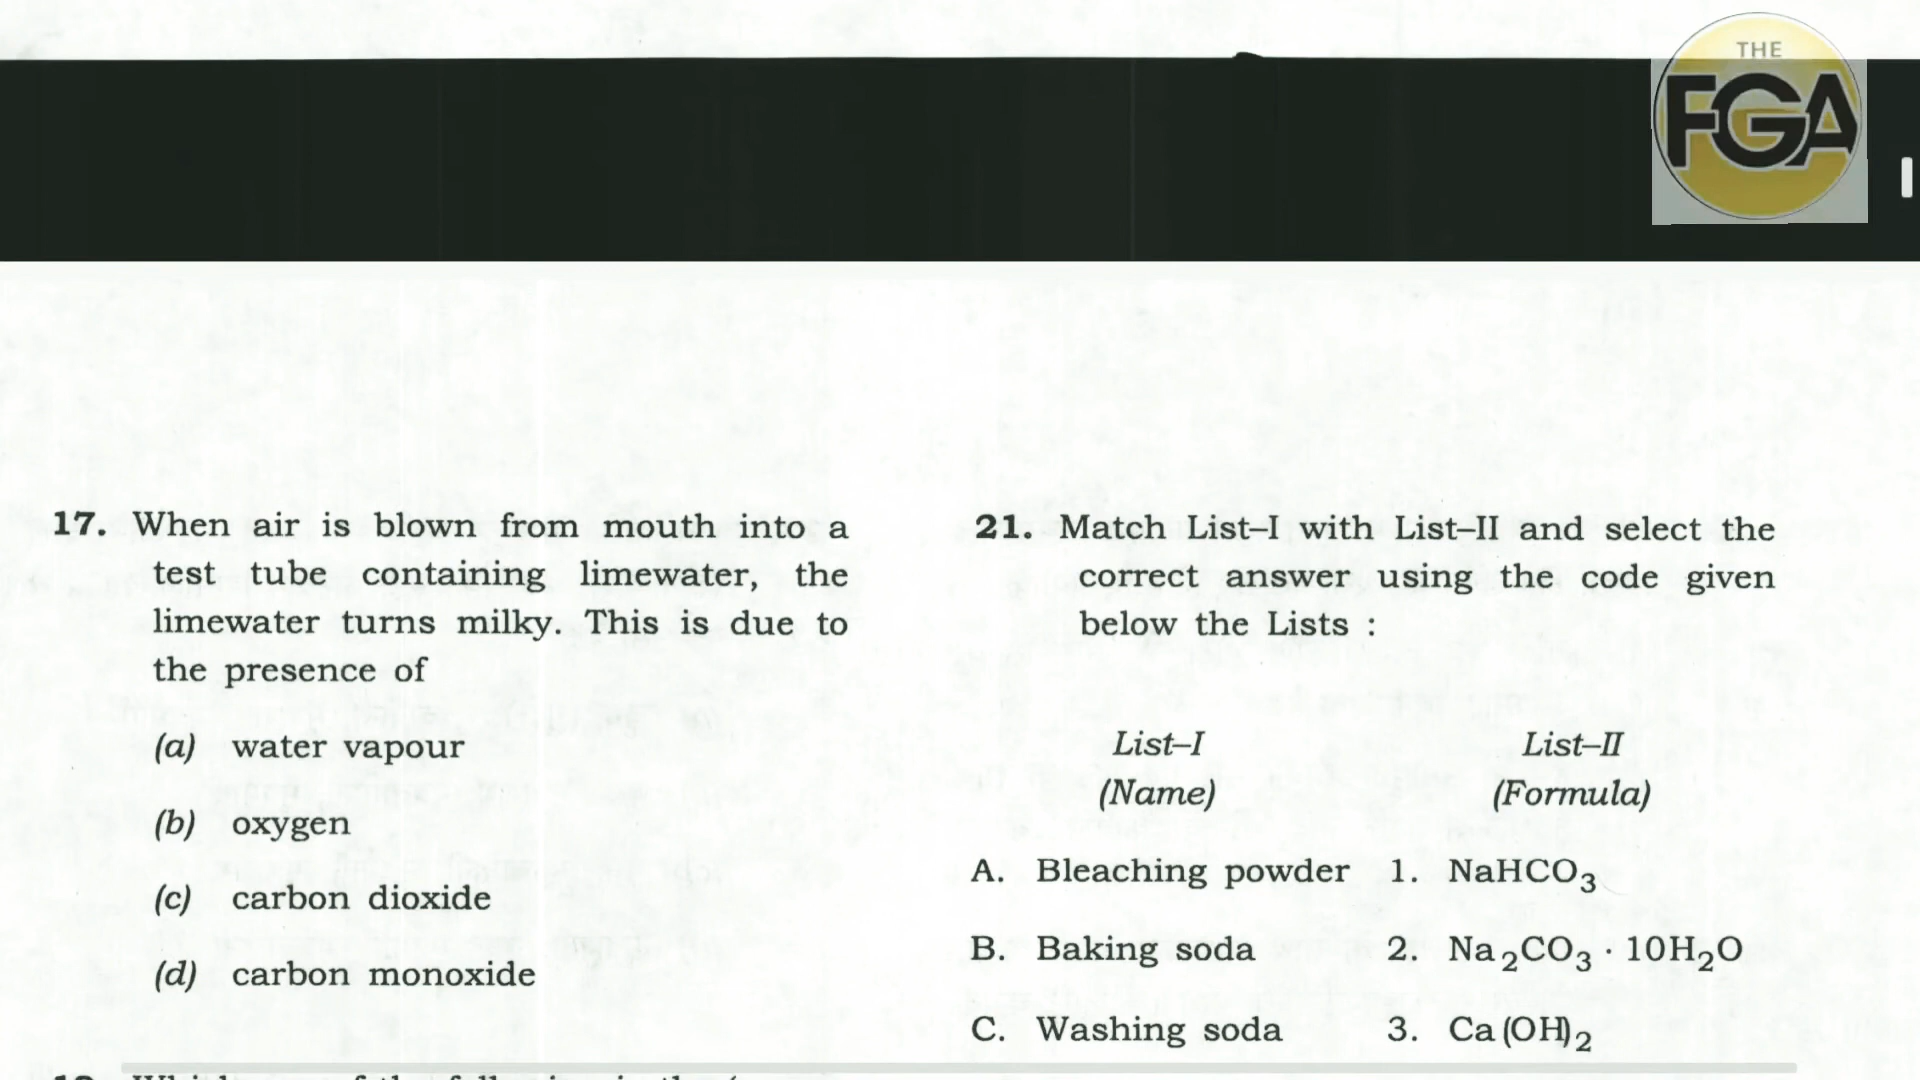 THE
FGA
17. When air is blown from mouth into a
test tube containing limewater, the
limewater turns milky. This is due to
the presence of
(a) water vapour
(b) oxygen
(c) carbon dioxide
(d) carbon monoxide
21. Match List–I with List–II and select the
correct answer using the code given
below the Lists :
List–I List–II
(Name) (Formula)
A. Bleaching powder 1. NaHCO₃
B. Baking soda 2. Na₂CO₃ · 10H₂O
C. Washing soda 3. Ca(OH)₂